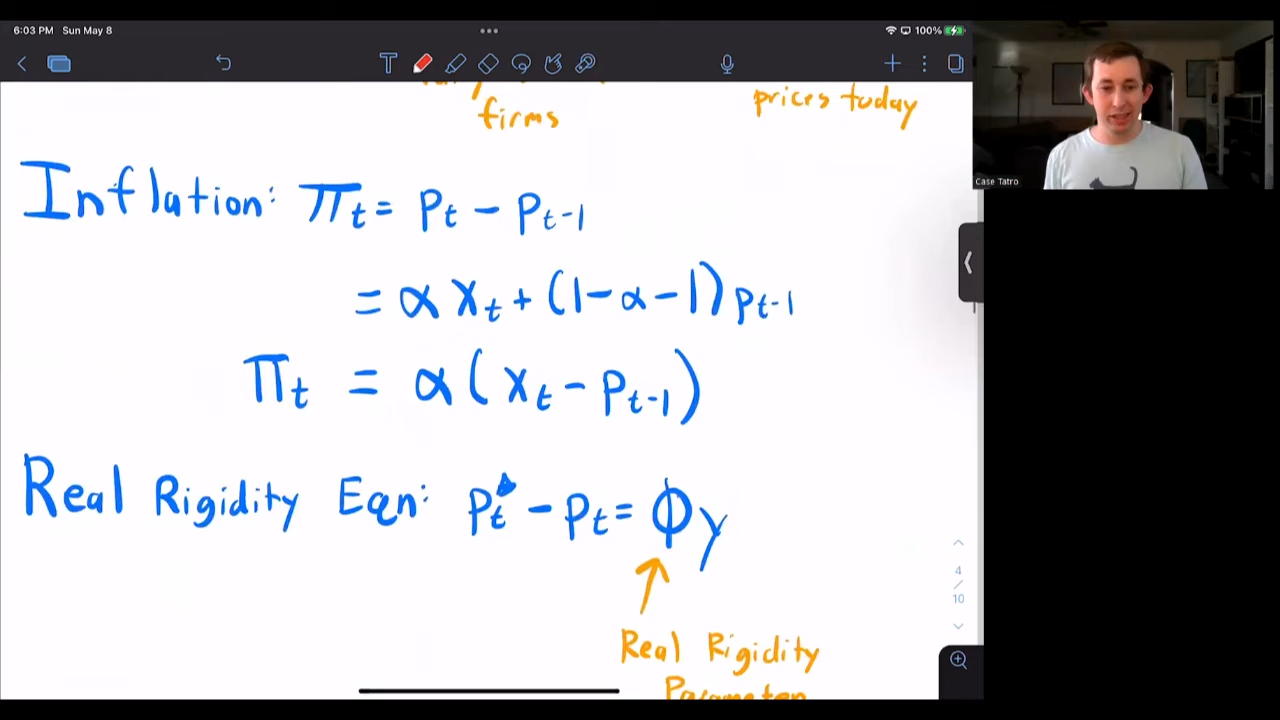 6:03 PM Sun May 8
100%
firms
prices today
Case Tatro
Inflation: πt = pt - pt-1
= α xt + (1 - α - 1) pt-1
πt = α(xt - pt-1)
Real Rigidity Eqn: pt* - pt = ϕy
4
/
10
Real Rigidity
Parameter